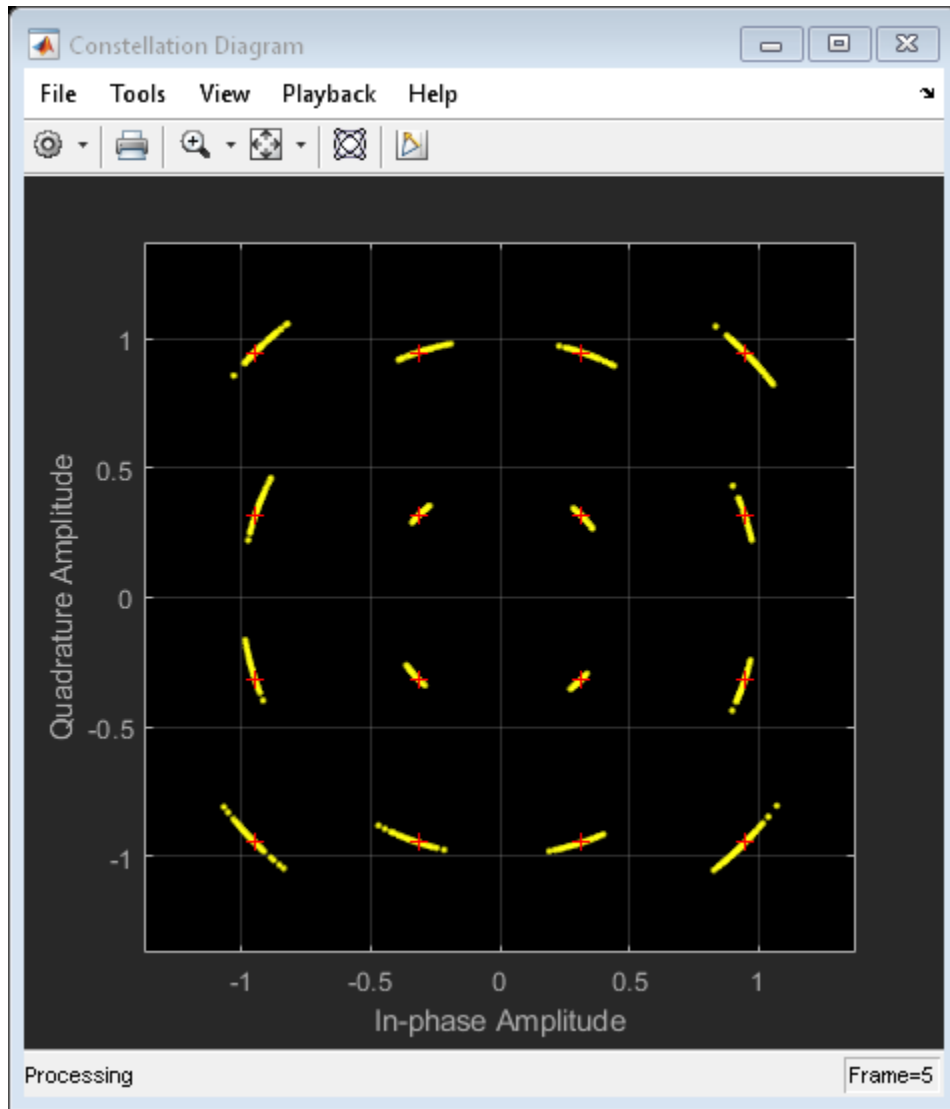 Constellation Diagram
File Tools View Playback Help
1
0.5
0
-0.5
-1
Quadrature Amplitude
-1 -0.5 0 0.5 1
In-phase Amplitude
Processing Frame=5